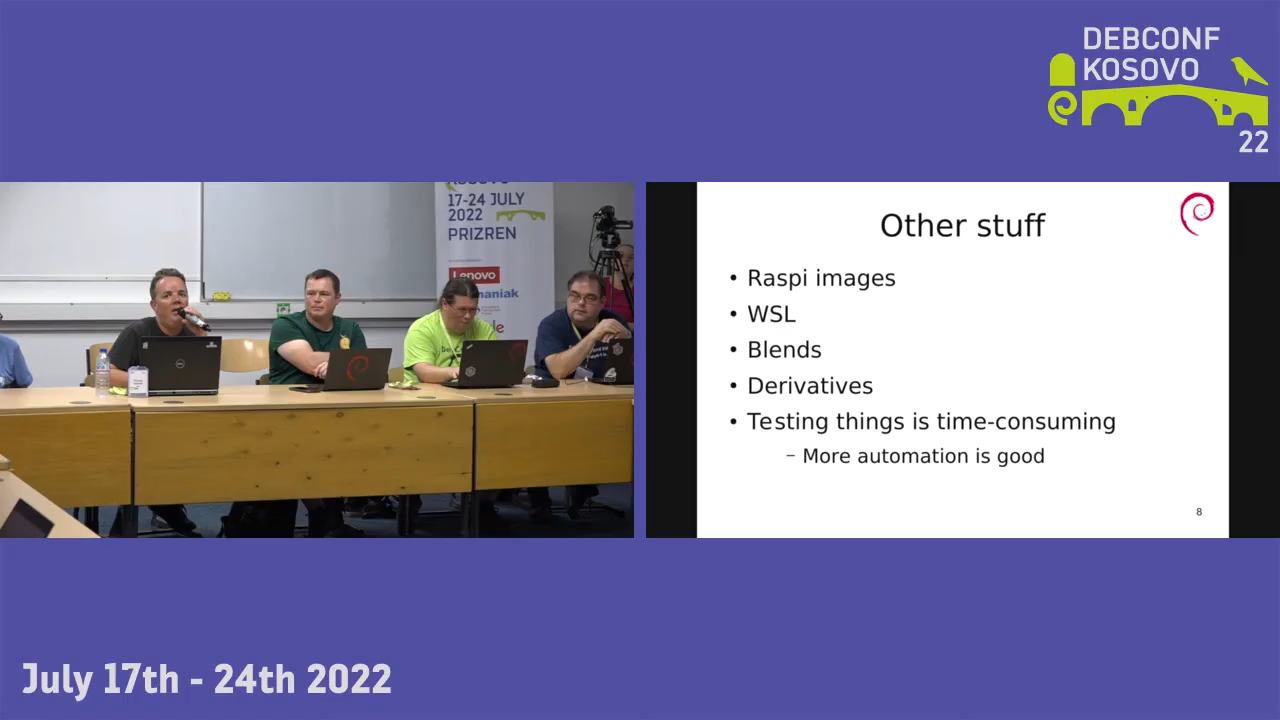 DEBCONF
KOSOVO
22
17-24 JULY
2022
PRIZREN
Lenovo
Other stuff
• Raspi images
• WSL
• Blends
• Derivatives
• Testing things is time-consuming
– More automation is good
8
July 17th - 24th 2022